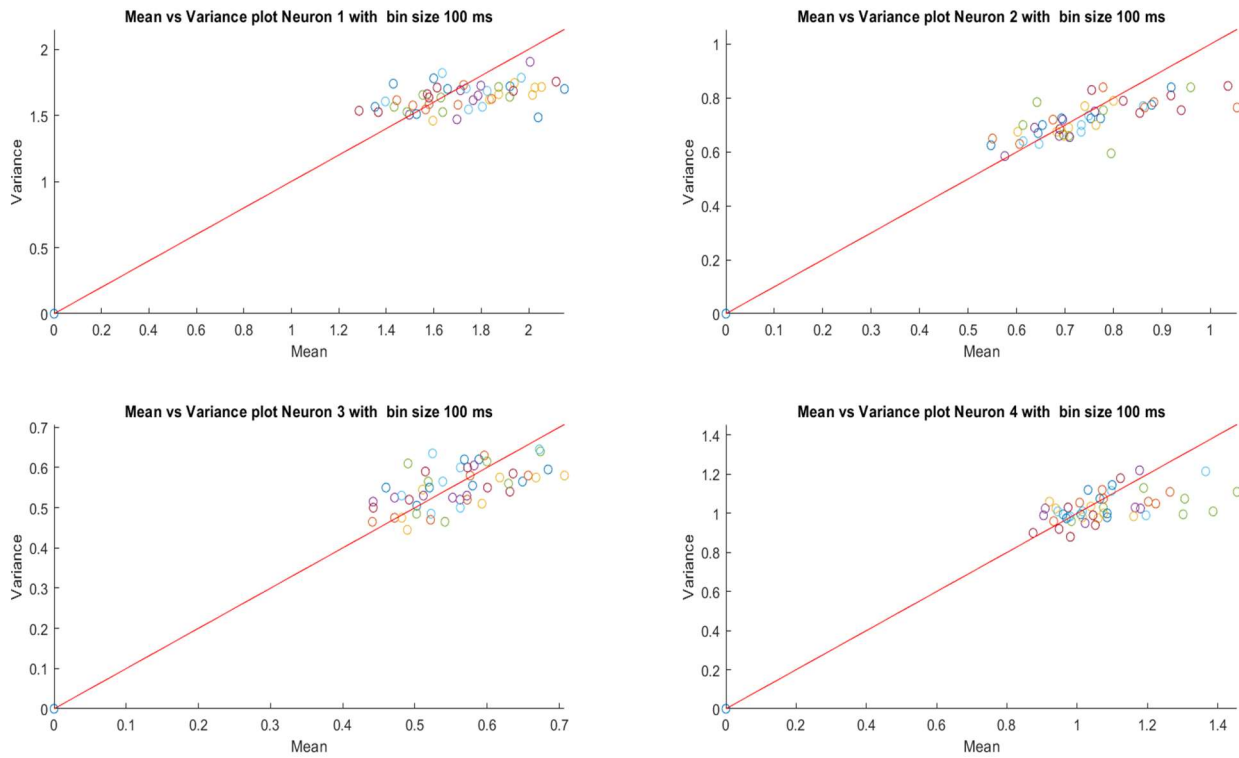 Mean vs Variance plot Neuron 1 with  bin size 100 ms
Variance
2
1.5
1
0.5
0
0 0.2 0.4 0.6 0.8 1 1.2 1.4 1.6 1.8 2
Mean
Mean vs Variance plot Neuron 2 with  bin size 100 ms
Variance
1
0.8
0.6
0.4
0.2
0
0 0.1 0.2 0.3 0.4 0.5 0.6 0.7 0.8 0.9 1
Mean
Mean vs Variance plot Neuron 3 with  bin size 100 ms
Variance
0.7
0.6
0.5
0.4
0.3
0.2
0.1
0
0 0.1 0.2 0.3 0.4 0.5 0.6 0.7
Mean
Mean vs Variance plot Neuron 4 with  bin size 100 ms
Variance
1.4
1.2
1
0.8
0.6
0.4
0.2
0
0 0.2 0.4 0.6 0.8 1 1.2 1.4
Mean